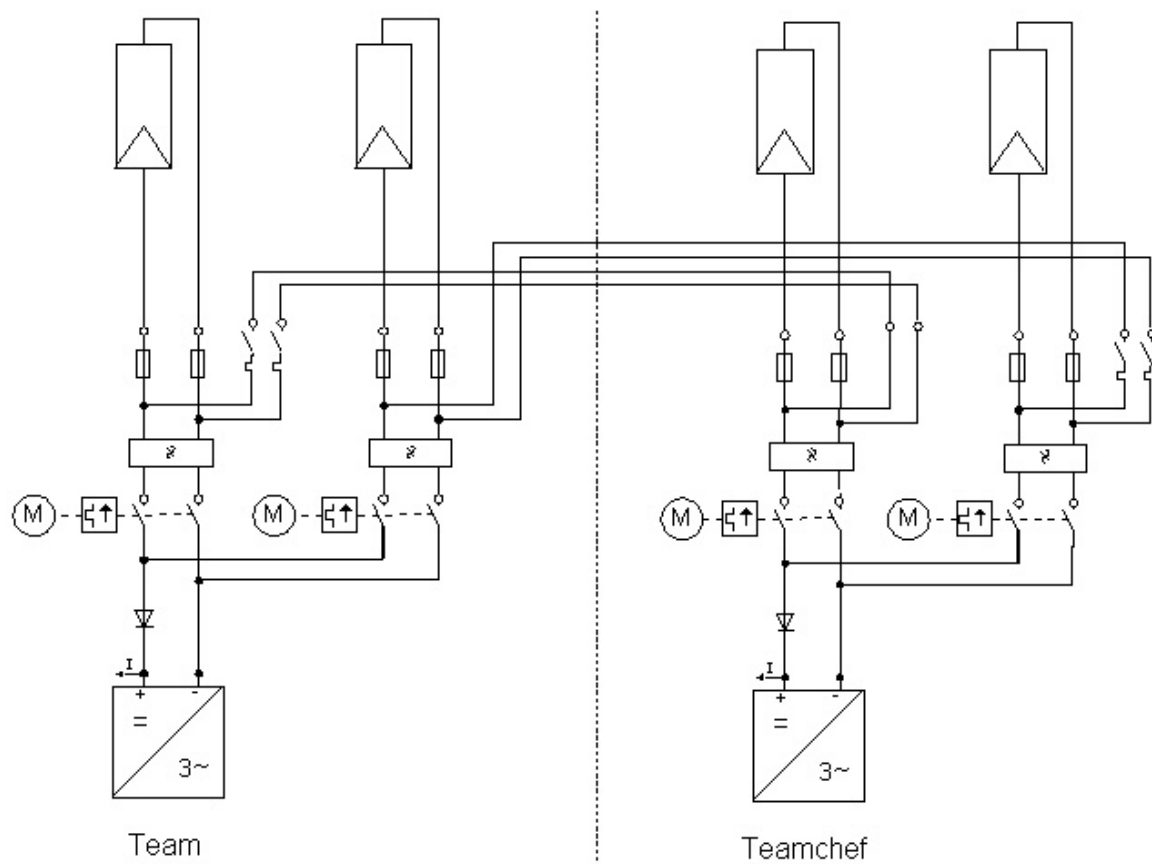 M
M
M
M
I
+ -
=
3~
I
+ -
=
3~
Team
Teamchef